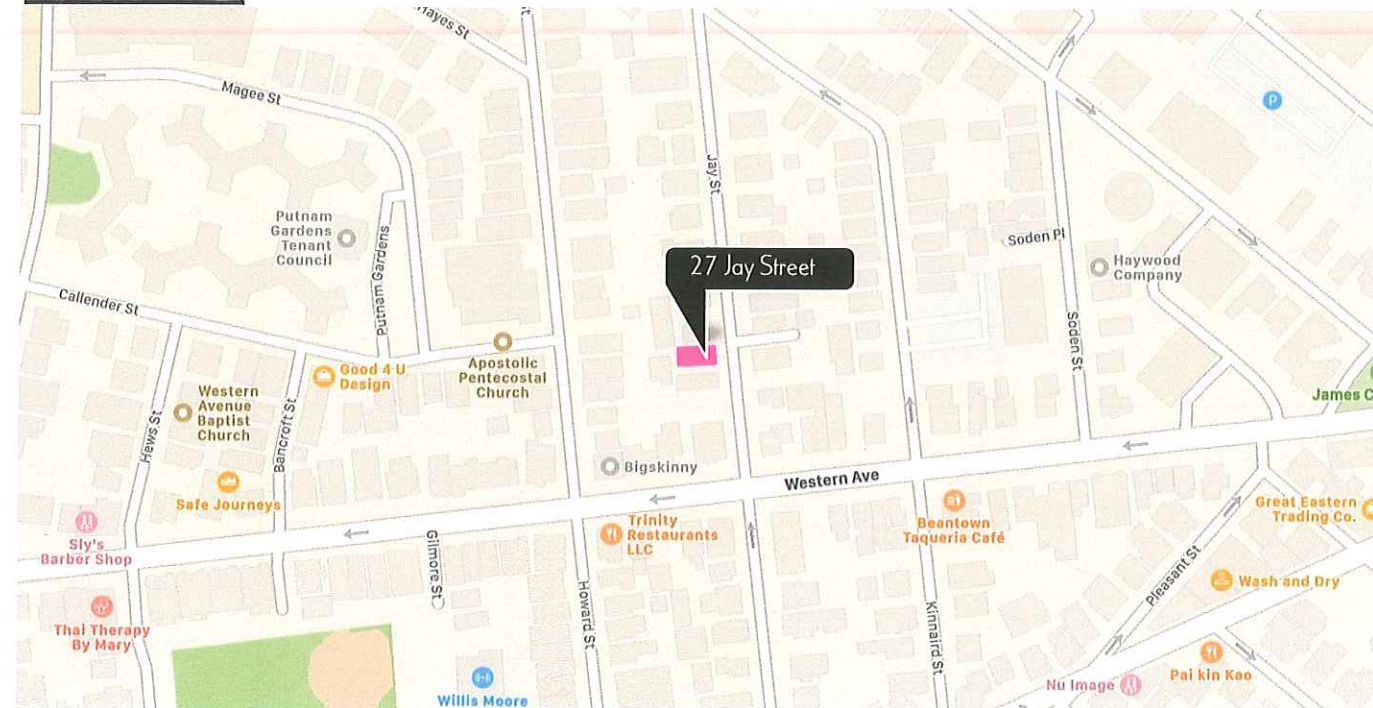 Hayes St
Magee St
Jay St
Putnam
Gardens
Tenant
Council
Putnam Gardens
27 Jay Street
Soden Pl
Haywood
Company
Callender St
Soden St
Good 4 U
Design
Apostolic
Pentecostal
Church
James C
Western
Avenue
Baptist
Church
Hews St
Bancroft St
Bigskinny
Western Ave
Safe Journeys
Sly's
Barber Shop
Gilmore St
Trinity
Restaurants
LLC
Beantown
Taqueria Café
Great Eastern
Trading Co.
Pleasant St
Wash and Dry
Thai Therapy
By Mary
Howard St
Kinnaird St
Willis Moore
Nu Image
Pai kin Kao
P